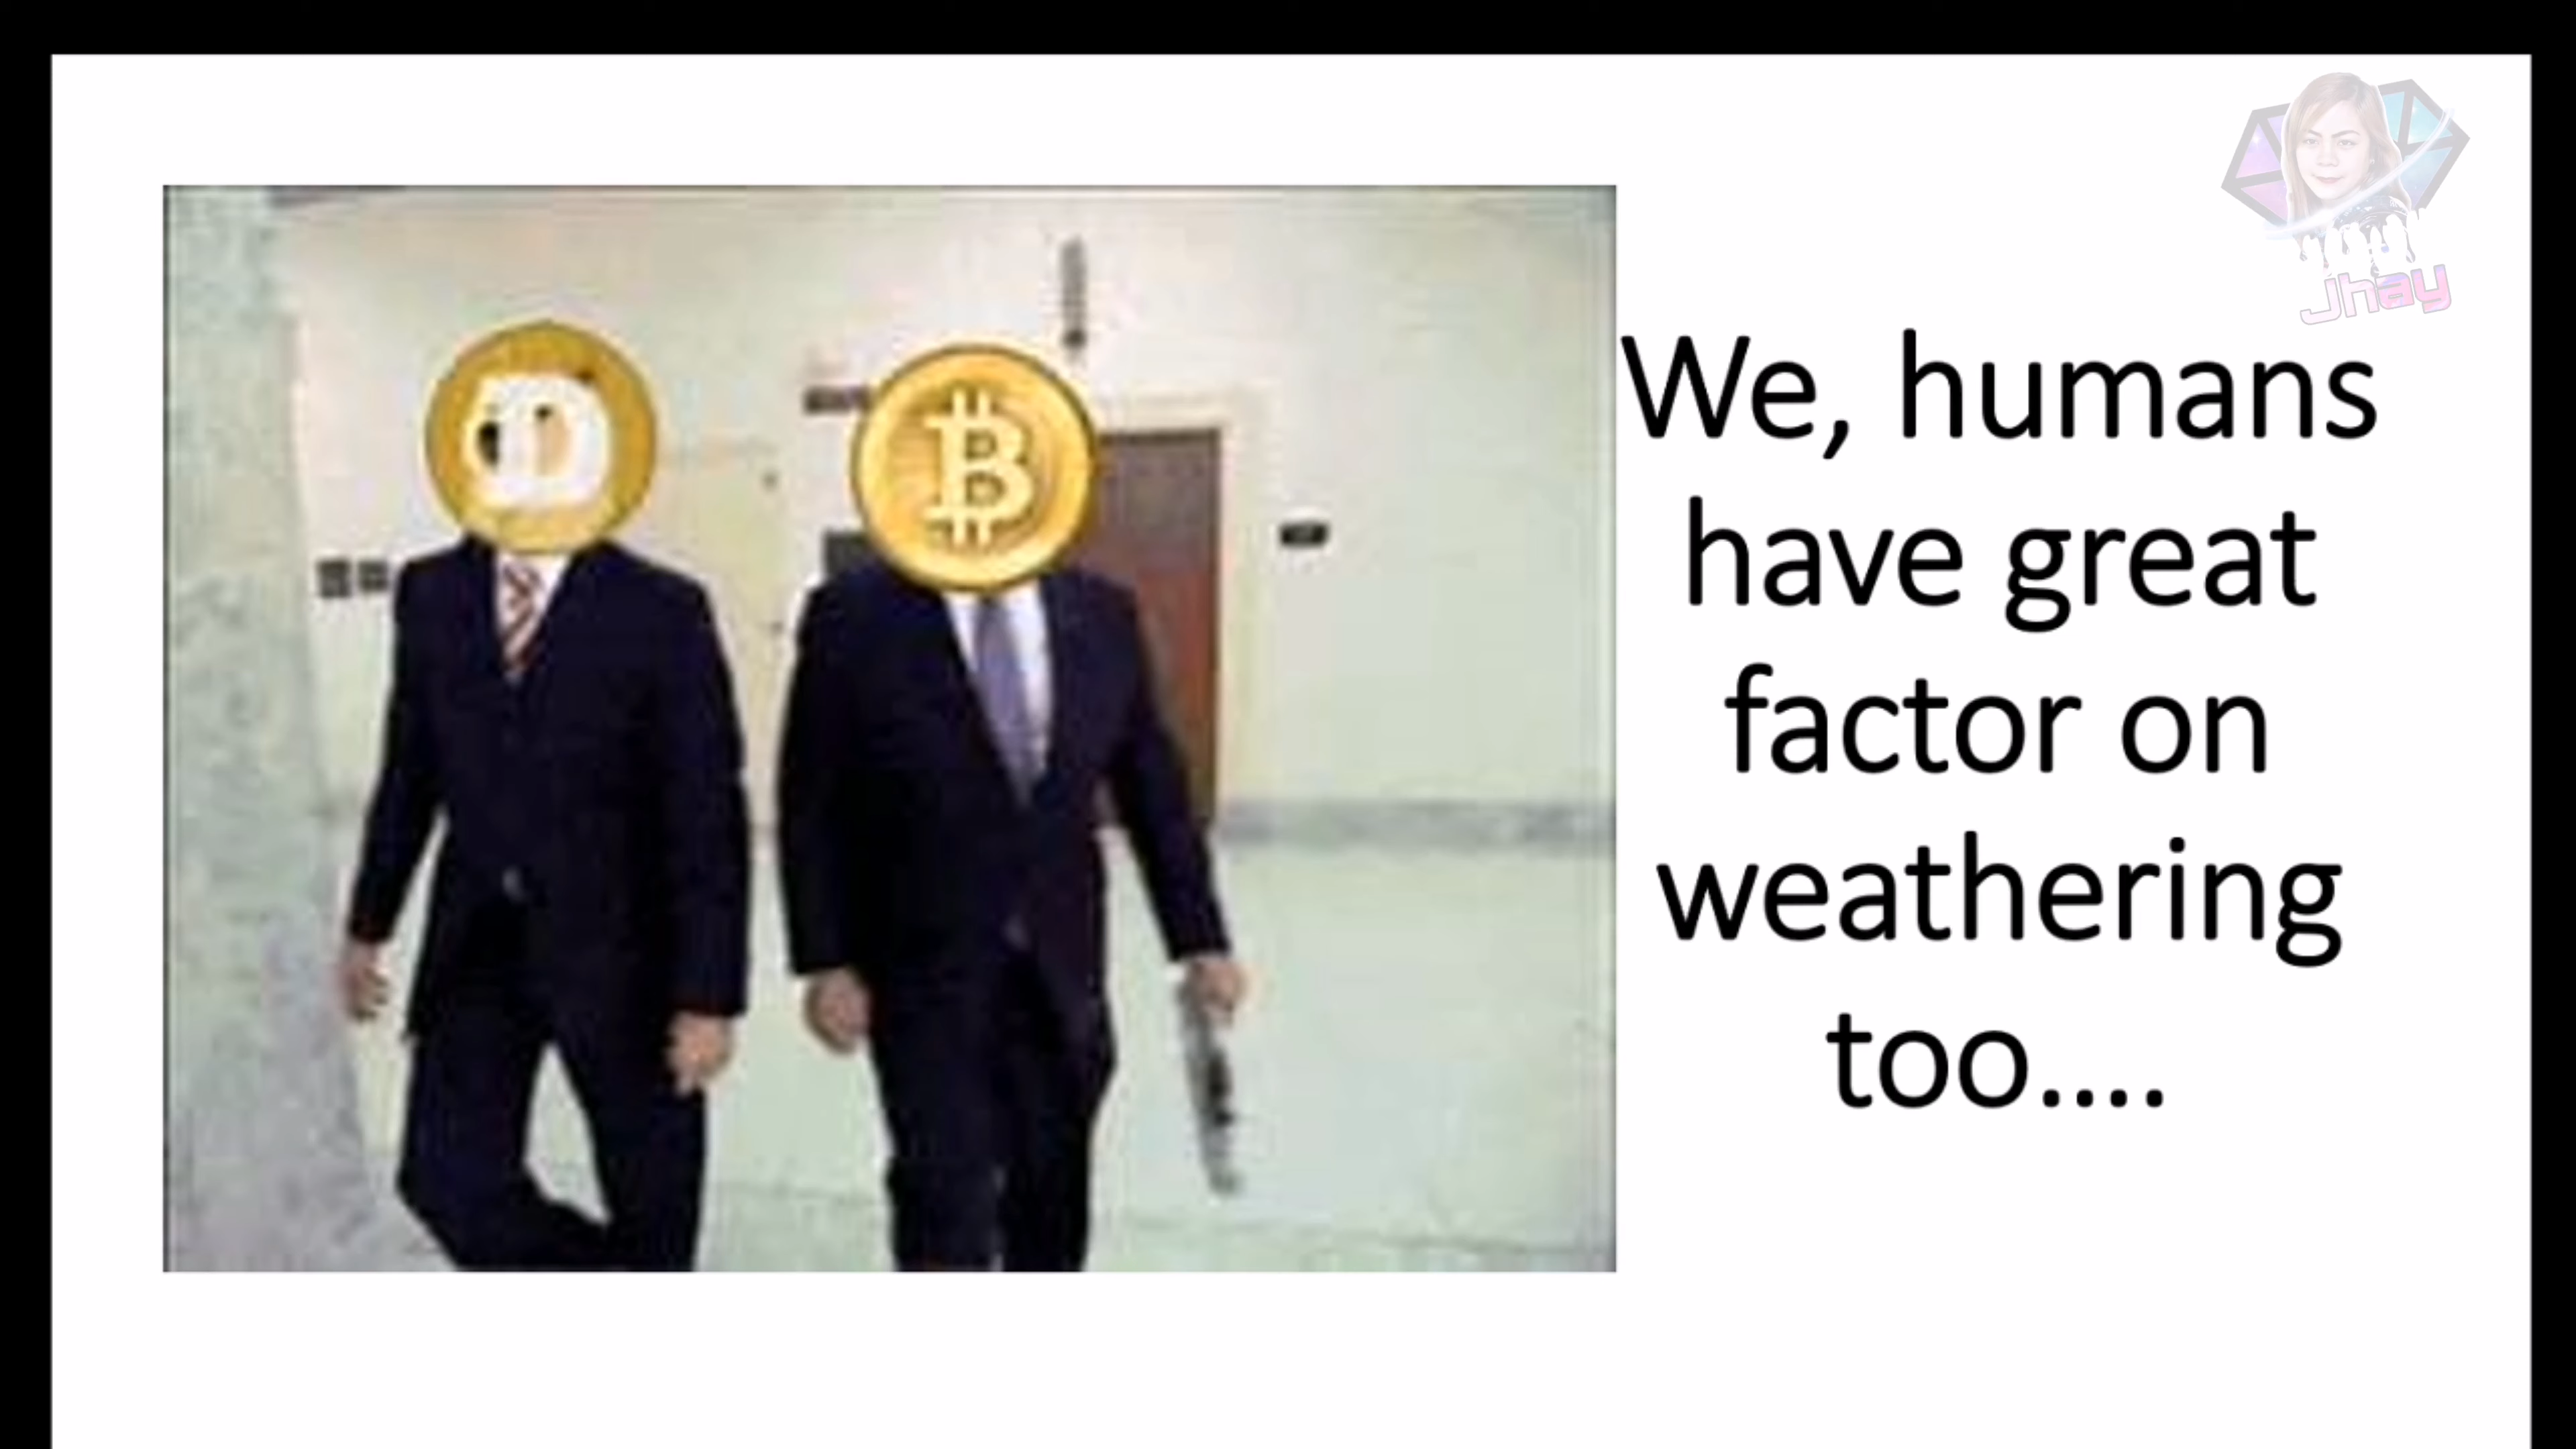 Jhay
We, humans
have great
factor on
weathering
too....